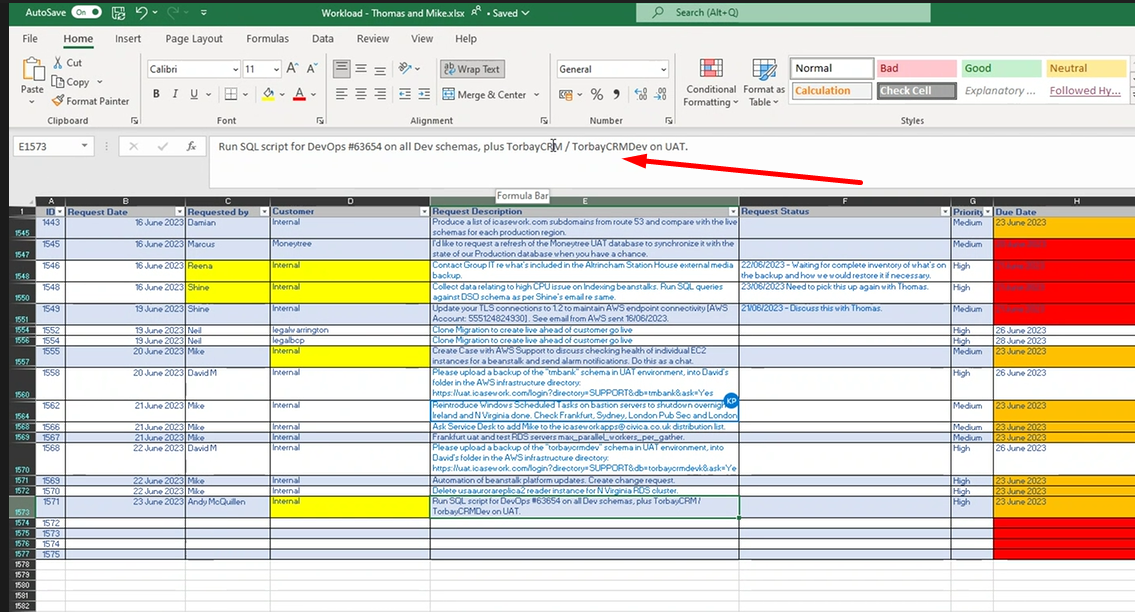 AutoSave On Workload - Thomas and Mike.xlsx • Saved Search (Alt+Q)
File Home Insert Page Layout Formulas Data Review View Help
Paste Cut Copy Format Painter
Calibri 11 A A
B I U A
Wrap Text
Merge & Center
General
% 9
Conditional Formatting
Format as Table
Normal Bad Good Neutral
Calculation Check Cell Explanatory ... Followed Hy...
Clipboard Font Alignment Number Styles
E1573 fx Run SQL script for DevOps #63654 on all Dev schemas, plus TorbayCRM / TorbayCRMDev on UAT.
Formula Bar
A B C D E F G H
1 ID Request Date Requested by Customer Request Description Request Status Priority Due Date
1545 1443 16 June 2023 Damian Internal Produce a list of icasework.com subdomains from route 53 and compare with the live Medium 23 June 2023
schemas for each production region.
1547 1545 16 June 2023 Marcus Moneytree I'd like to request a refresh of the Moneytree UAT database to synchronize it with the Medium
state of our Production database when you have a chance.
1548 1546 16 June 2023 Reena Internal Contact Group IT re what's included in the Altrincham Station House external media 22/06/2023 - Waiting for complete inventory of what's on High
backup. the backup and how we would restore it if necessary.
1550 1548 16 June 2023 Shine Internal Collect data relating to high CPU issue on Indexing beanstalks. Run SQL queries 23/06/2023 Need to pick this up again with Thomas. High
against DSO schema as per Shine's email re same.
1551 1549 19 June 2023 Shine Internal Update your TLS connections to 1.2 to maintain AWS endpoint connectivity [AWS 21/06/2023 - Discuss this with Thomas. Medium
Account: 555124824930]. See email from AWS sent 16/06/2023.
1554 1552 19 June 2023 Neil legalwarrington Clone Migration to create live ahead of customer go live High 26 June 2023
1556 1554 19 June 2023 Neil legalbcp Clone Migration to create live ahead of customer go live High 28 June 2023
1557 1555 20 June 2023 Mike Internal Create Case with AWS Support to discuss checking health of individual EC2 Medium 23 June 2023
instances for a beanstalk and send alarm notifications. Do this as a chat.
1560 1558 20 June 2023 David M Internal Please upload a backup of the "tmbank" schema in UAT environment, into David's High 26 June 2023
folder in the AWS infrastructure directory:
https://uat.icasework.com/login?directory=SUPPORT&db=tmbank&ask=Yes
KP
1564 1562 21 June 2023 Mike Internal Reintroduce Windows Scheduled Tasks on bastion servers to shutdown Medium 23 June 2023
Ireland and N Virginia done. Check Frankfurt, Sydney, London Pub Sec and London
1568 1566 21 June 2023 Mike Internal Ask Service Desk to add Mike to the icaseworkapps@civica.co.uk distribution list. Medium 23 June 2023
1569 1567 21 June 2023 Mike Internal Frankfurt uat and test RDS servers max_parallel_workers_per_gather. Medium 23 June 2023
1570 1568 22 June 2023 David M Internal Please upload a backup of the "torbaycrmdev" schema in UAT environment, into High 26 June 2023
David's folder in the AWS infrastructure directory:
https://uat.icasework.com/login?directory=SUPPORT&db=torbaycrmdevk&ask=Ye
1571 1569 22 June 2023 Mike Internal Automation of beanstalk platform updates. Create change request. High 23 June 2023
1572 1570 22 June 2023 Mike Internal Delete usaaurorareplica2 reader instance for N Virginia RDS cluster. High 23 June 2023
1573 1571 23 June 2023 Andy McQuillen Internal Run SQL script for DevOps #63654 on all Dev schemas, plus TorbayCRM / High 23 June 2023
TorbayCRMDev on UAT.
1574 1572
1575 1573
1576 1574
1577 1575
1578
1579
1580
1581
1582